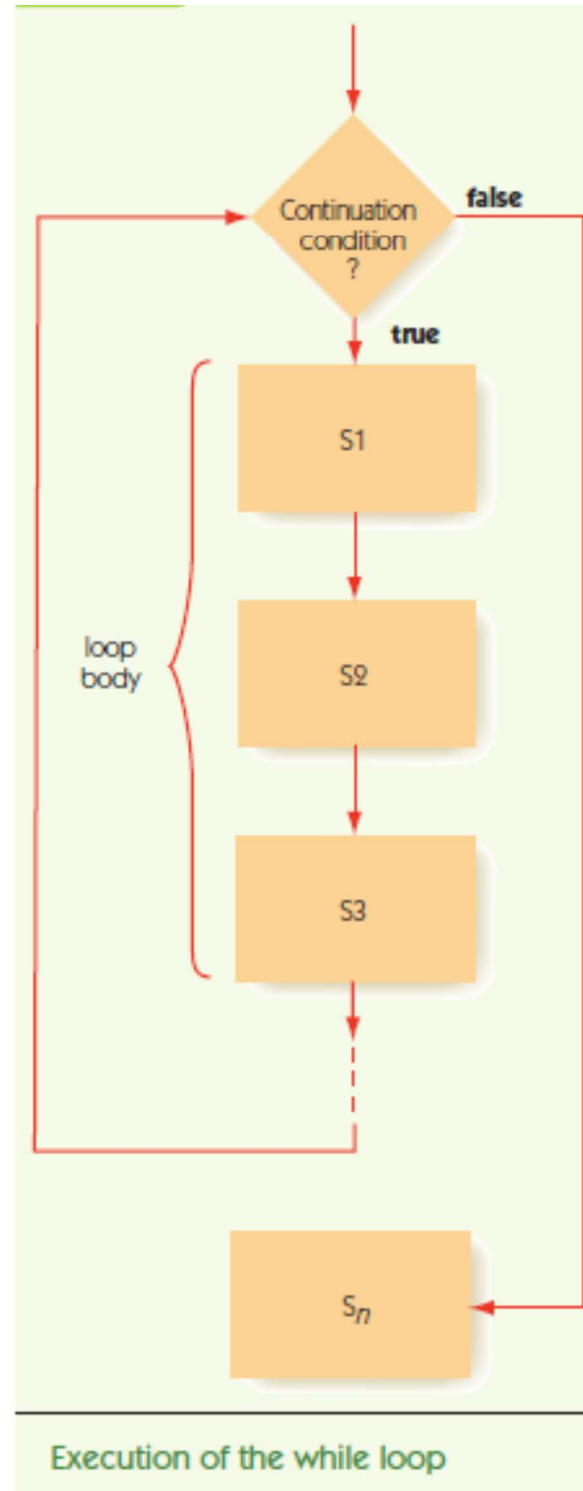 Continuation
condition
?
false
true
S1
loop
body
S2
S3
Sn
Execution of the while loop